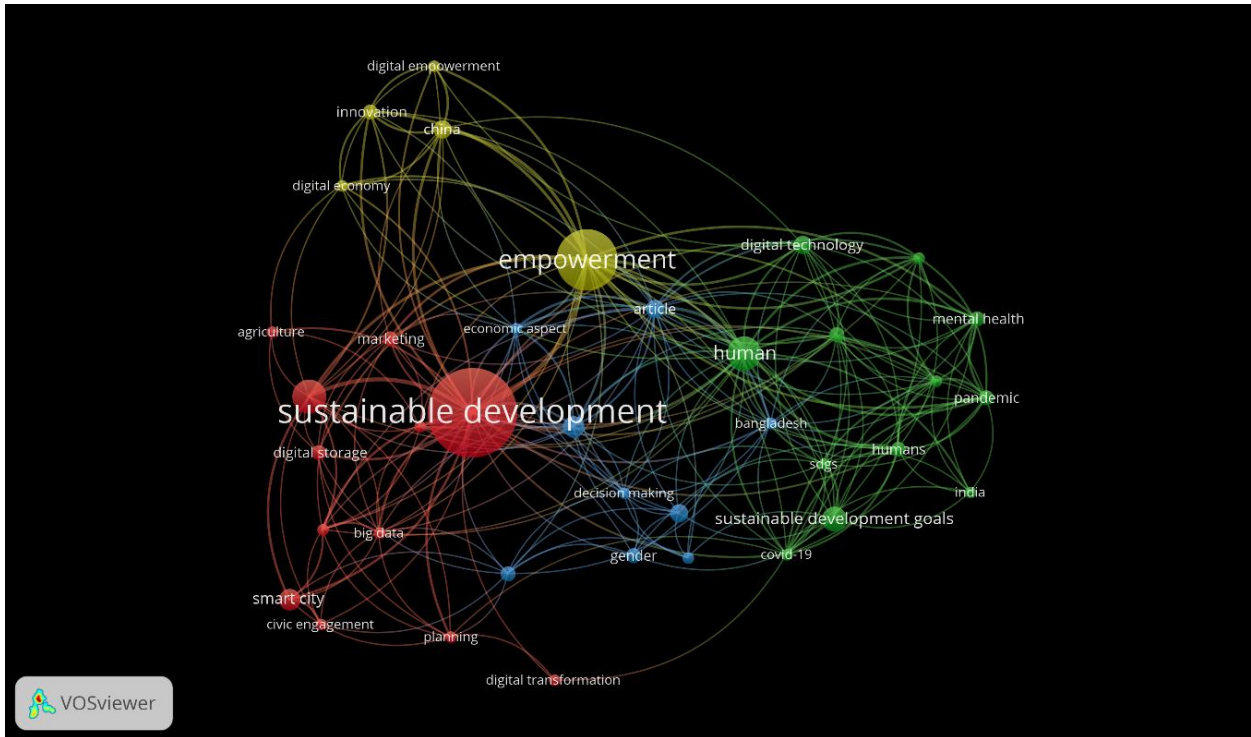 digital empowerment
innovation
china
digital economy
empowerment
digital technology
article
mental health
economic aspect
agriculture
marketing
human
pandemic
sustainable development
bangladesh
digital storage
humans
sdgs
decision making
india
sustainable development goals
big data
gender
covid-19
smart city
civic engagement
planning
digital transformation
VOSviewer